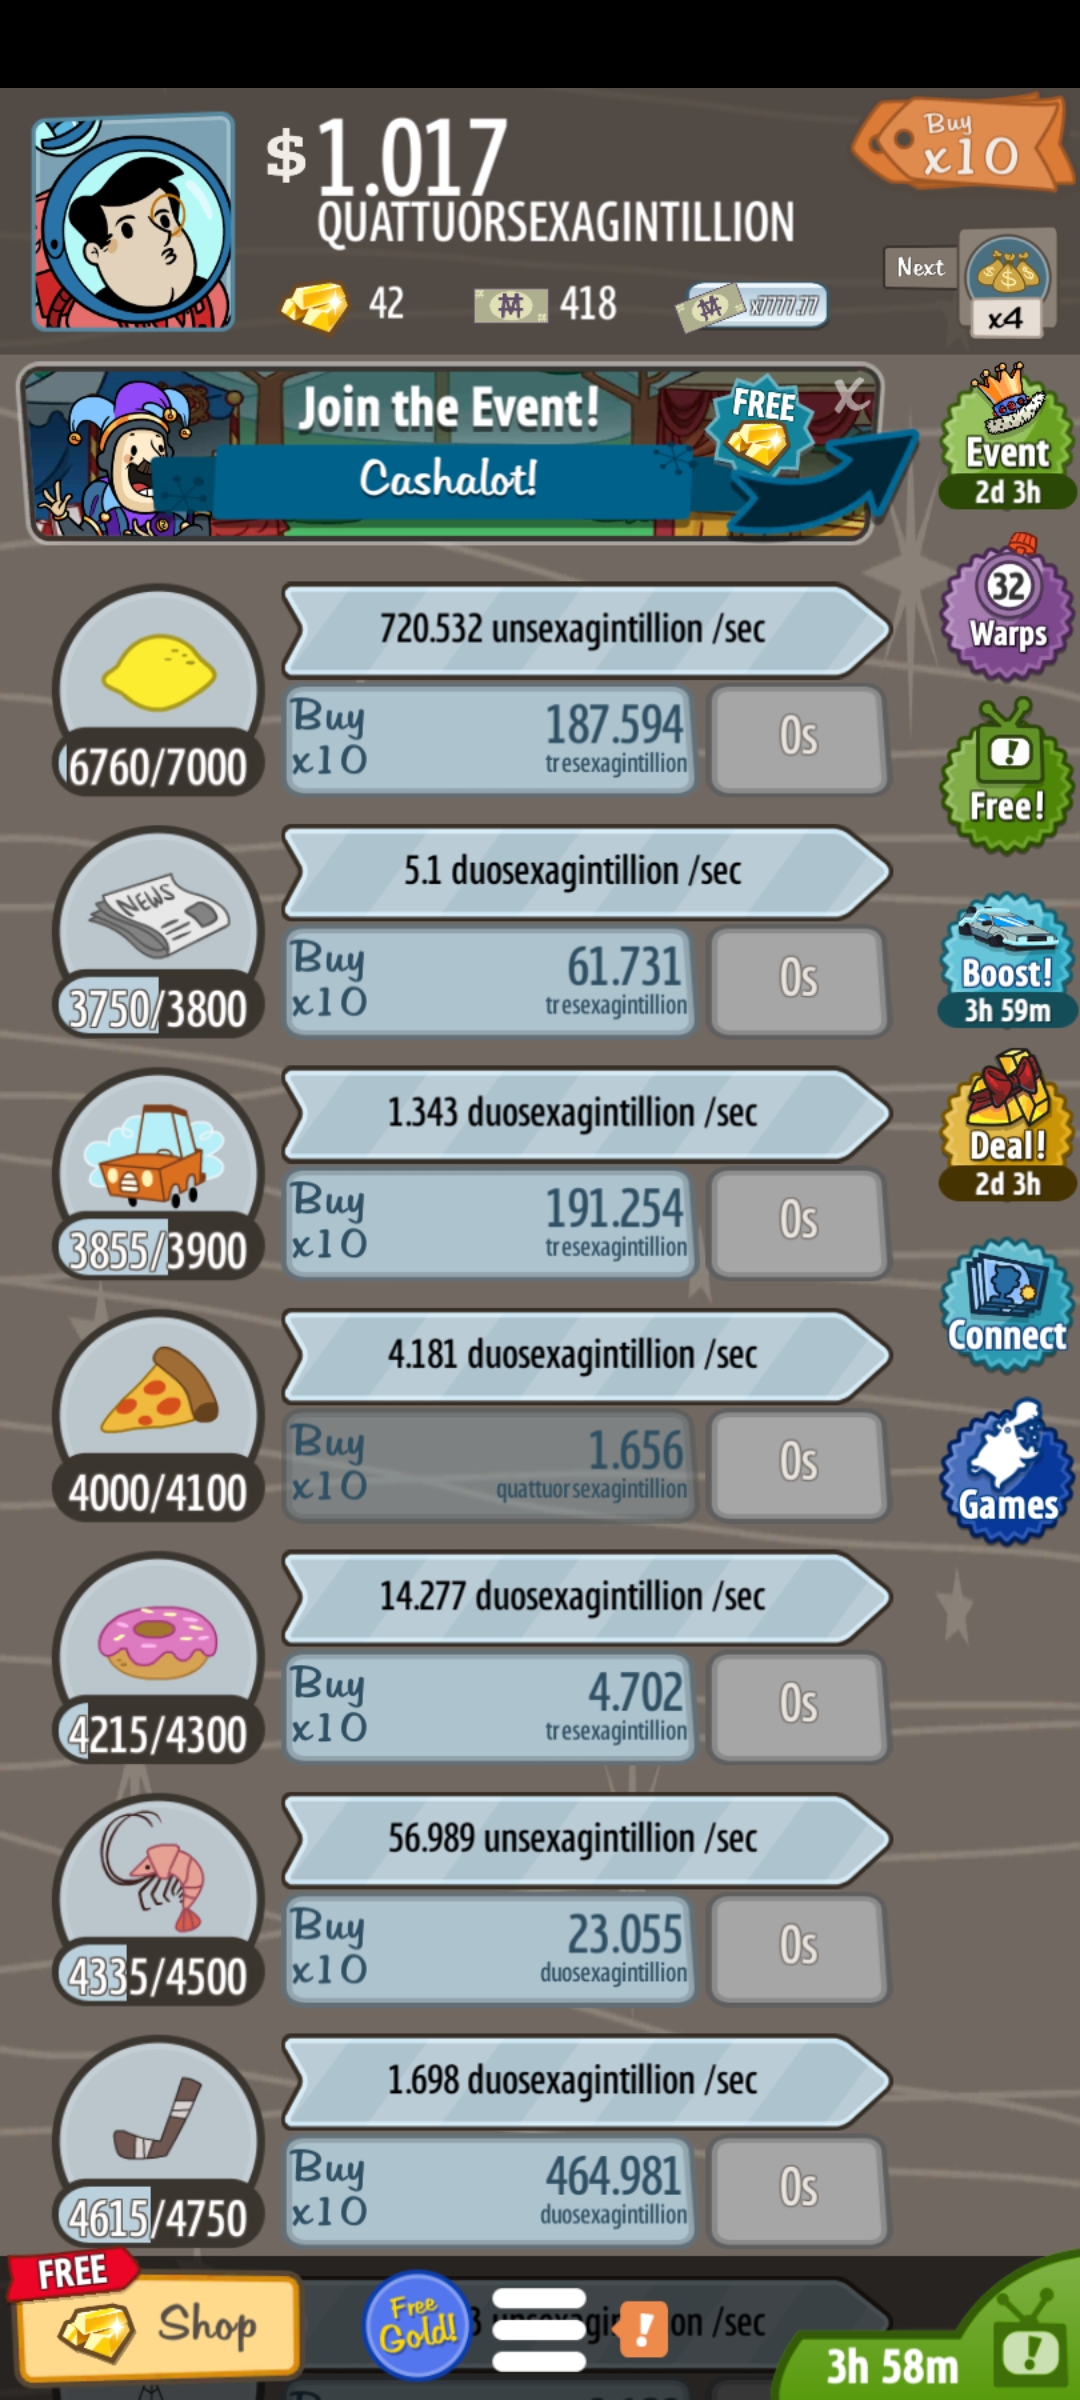 $1.017
QUATTUORSEXAGINTILLION
Buy
x10
42
418
x7777.77
Next
x4
Join the Event!
Cashalot!
FREE
X
Event
2d 3h
720.532 unsexagintillion /sec
Buy
x10
187.594
tresexagintillion
0s
6760/7000
32
Warps
Free!
5.1 duosexagintillion /sec
NEWS
Buy
x10
61.731
tresexagintillion
0s
3750/3800
Boost!
3h 59m
1.343 duosexagintillion /sec
Buy
x10
191.254
tresexagintillion
0s
3855/3900
Deal!
2d 3h
Connect
4.181 duosexagintillion /sec
Buy
x10
1.656
quattuorsexagintillion
0s
4000/4100
Games
14.277 duosexagintillion /sec
Buy
x10
4.702
tresexagintillion
0s
4215/4300
56.989 unsexagintillion /sec
Buy
x10
23.055
duosexagintillion
0s
4335/4500
1.698 duosexagintillion /sec
Buy
x10
464.981
duosexagintillion
0s
4615/4750
FREE
Shop
Free
Gold!
on /sec
!
3h 58m
!